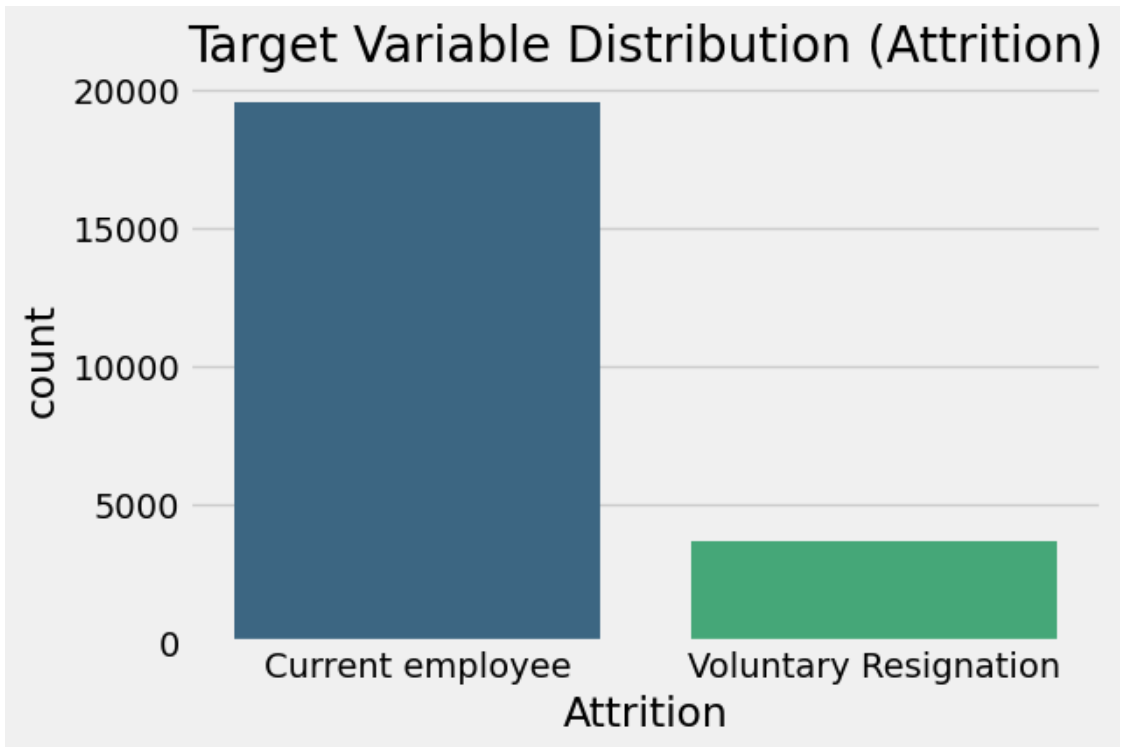 Target Variable Distribution (Attrition)
20000
15000
10000
5000
0
count
Current employee
Voluntary Resignation
Attrition